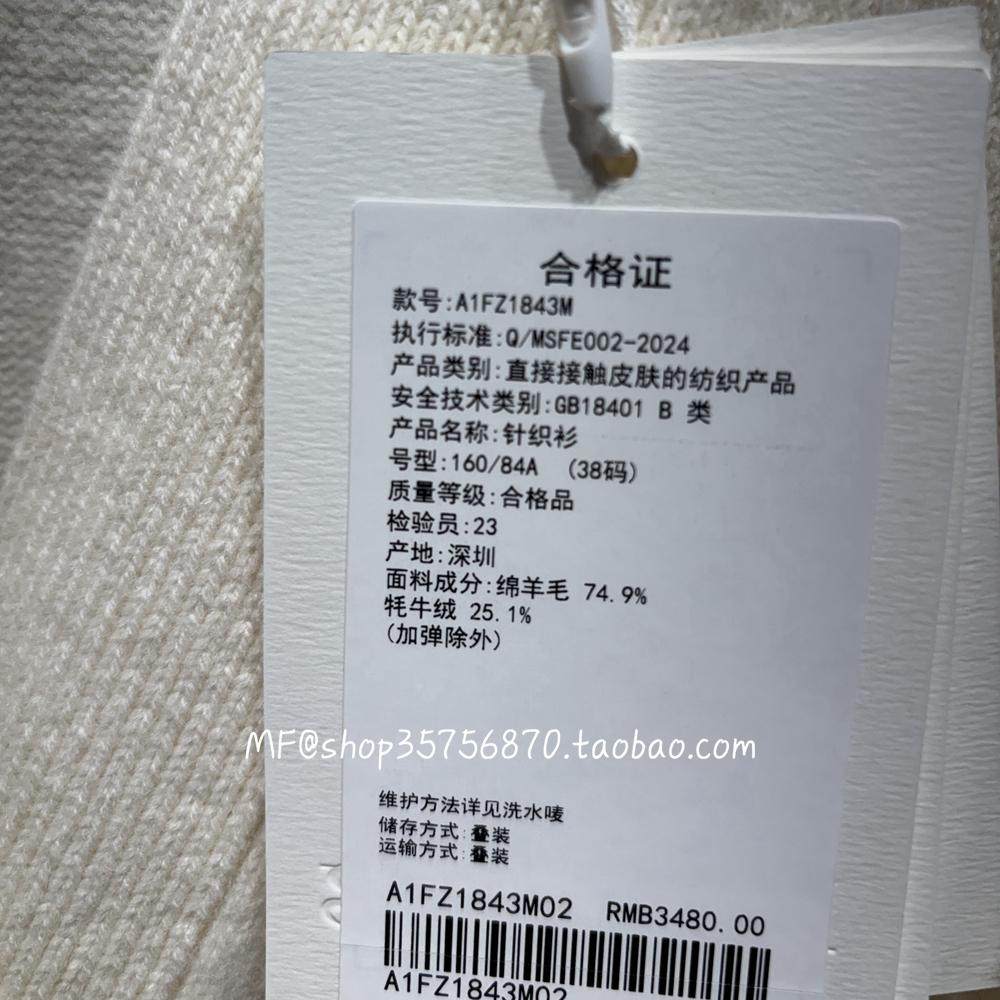 合格证
款号:A1FZ1843M
执行标准:Q/MSFE002-2024
产品类别:直接接触皮肤的纺织产品
安全技术类别:GB18401 B 类
产品名称:针织衫
号型:160/84A (38码)
质量等级:合格品
检验员:23
产地:深圳
面料成分:绵羊毛 74.9%
牦牛绒 25.1%
(加弹除外)
MF@shop35756870.taobao.com
维护方法详见洗水唛
储存方式:叠装
运输方式:叠装
A1FZ1843M02 RMB3480.00
A1FZ1843M02